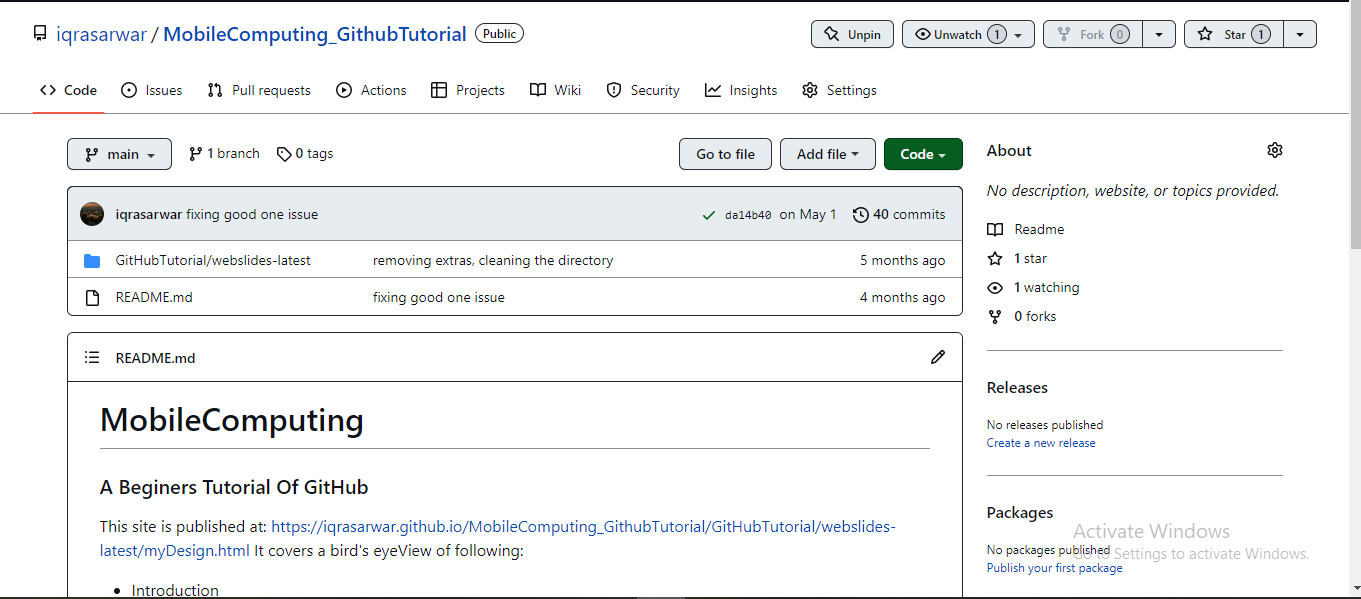 iqrasarwar / MobileComputing_GithubTutorial Public
Unpin Unwatch 1 Fork 0 Star 1
Code Issues Pull requests Actions Projects Wiki Security Insights Settings
main 1 branch 0 tags Go to file Add file Code
iqrasarwar fixing good one issue da14b40 on May 1 40 commits
GitHubTutorial/webslides-latest removing extras, cleaning the directory 5 months ago
README.md fixing good one issue 4 months ago
README.md
MobileComputing
A Beginers Tutorial Of GitHub
This site is published at: https://iqrasarwar.github.io/MobileComputing_GithubTutorial/GitHubTutorial/webslides-
latest/myDesign.html It covers a bird's eyeView of following:
• Introduction
About
No description, website, or topics provided.
Readme
1 star
1 watching
0 forks
Releases
No releases published
Create a new release
Packages
No packages published
Publish your first package
Activate Windows
Go to Settings to activate Windows.